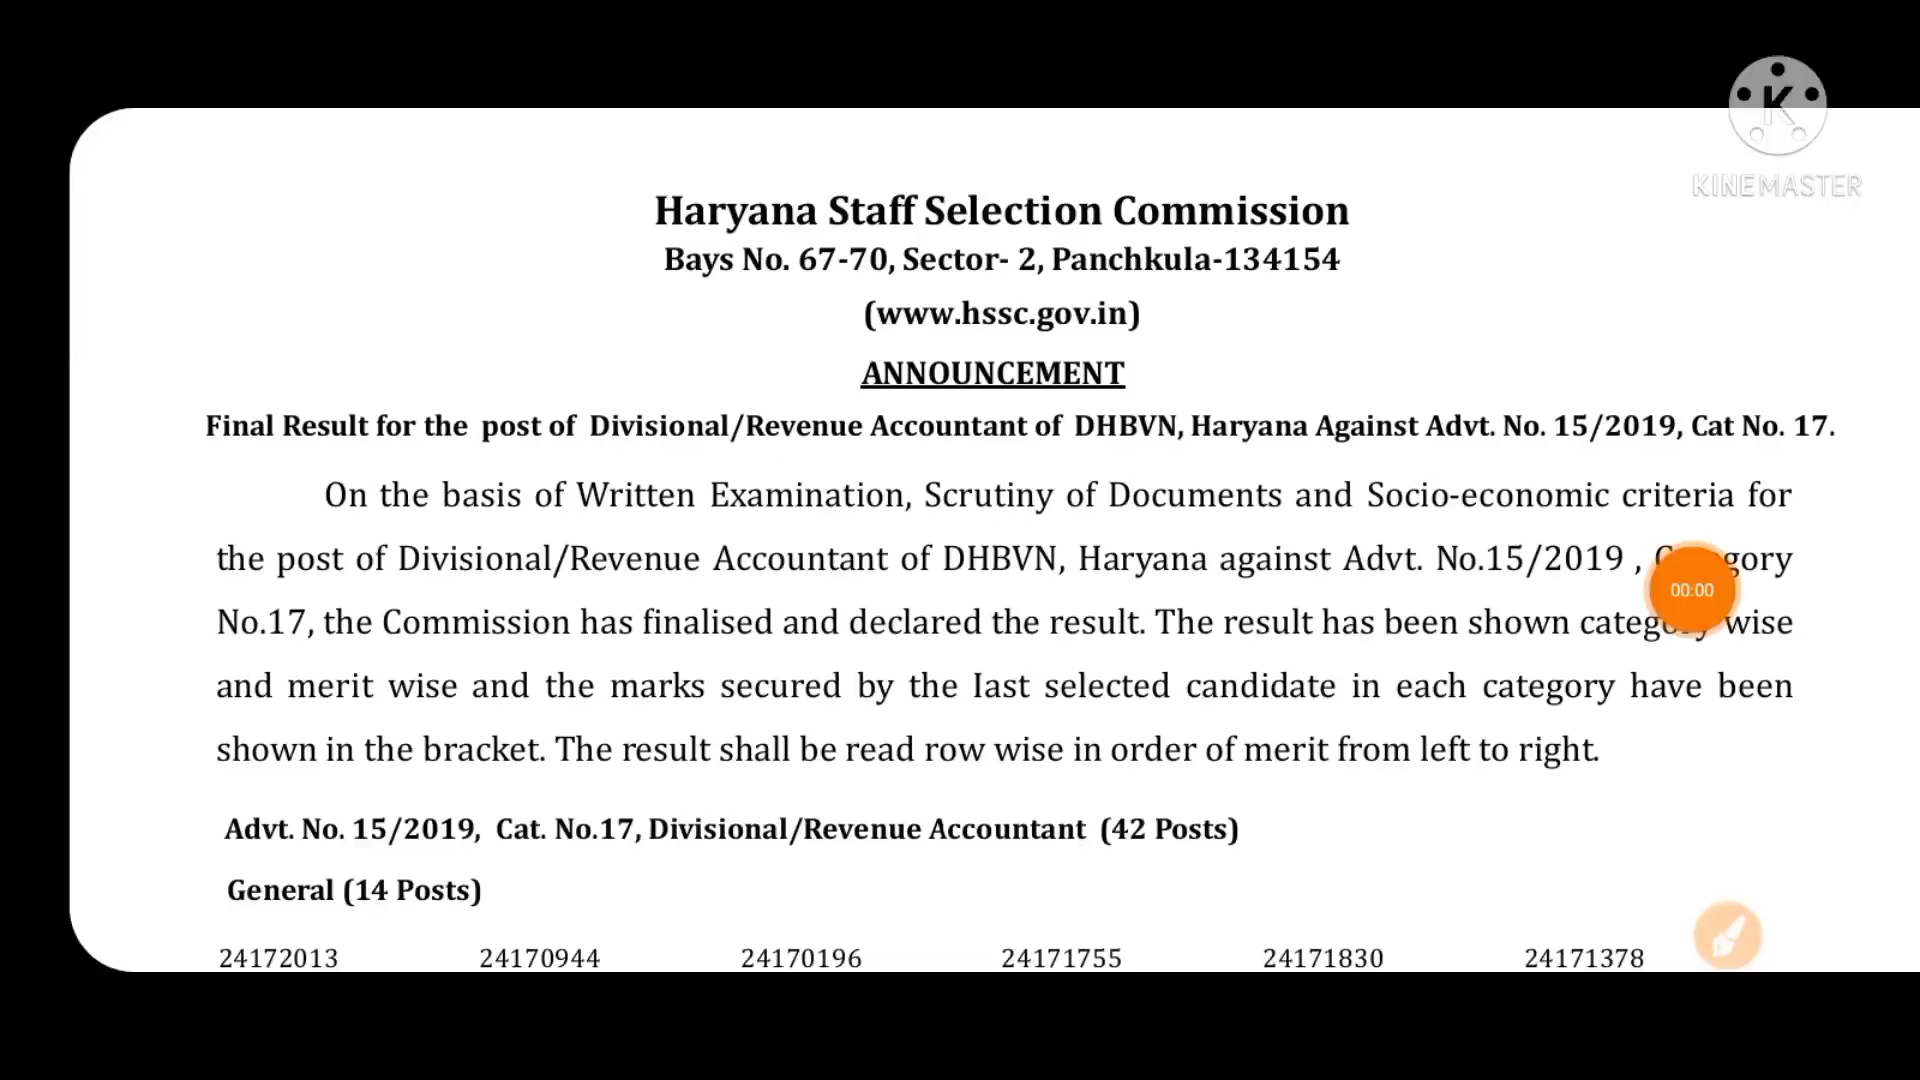 K
KINEMASTER
Haryana Staff Selection Commission
Bays No. 67-70, Sector- 2, Panchkula-134154
(www.hssc.gov.in)
ANNOUNCEMENT
Final Result for the post of Divisional/Revenue Accountant of DHBVN, Haryana Against Advt. No. 15/2019, Cat No. 17.
On the basis of Written Examination, Scrutiny of Documents and Socio-economic criteria for
the post of Divisional/Revenue Accountant of DHBVN, Haryana against Advt. No.15/2019 ,
00:00
No.17, the Commission has finalised and declared the result. The result has been shown category wise
and merit wise and the marks secured by the Iast selected candidate in each category have been
shown in the bracket. The result shall be read row wise in order of merit from left to right.
Advt. No. 15/2019, Cat. No.17, Divisional/Revenue Accountant (42 Posts)
General (14 Posts)
24172013 24170944 24170196 24171755 24171830 24171378